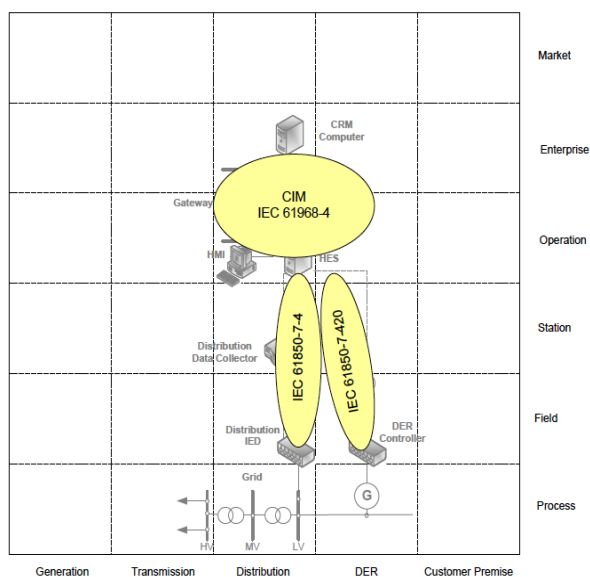 Market
CRM
Computer
Enterprise
Gateway
CIM
IEC 61968-4
Operation
HMI
HES
Station
Distribution
Data Collector
IEC 61850-7-4
IEC 61850-7-420
Field
Distribution
IED
DER
Controller
Grid
G
Process
HV
MV
LV
Generation
Transmission
Distribution
DER
Customer Premise